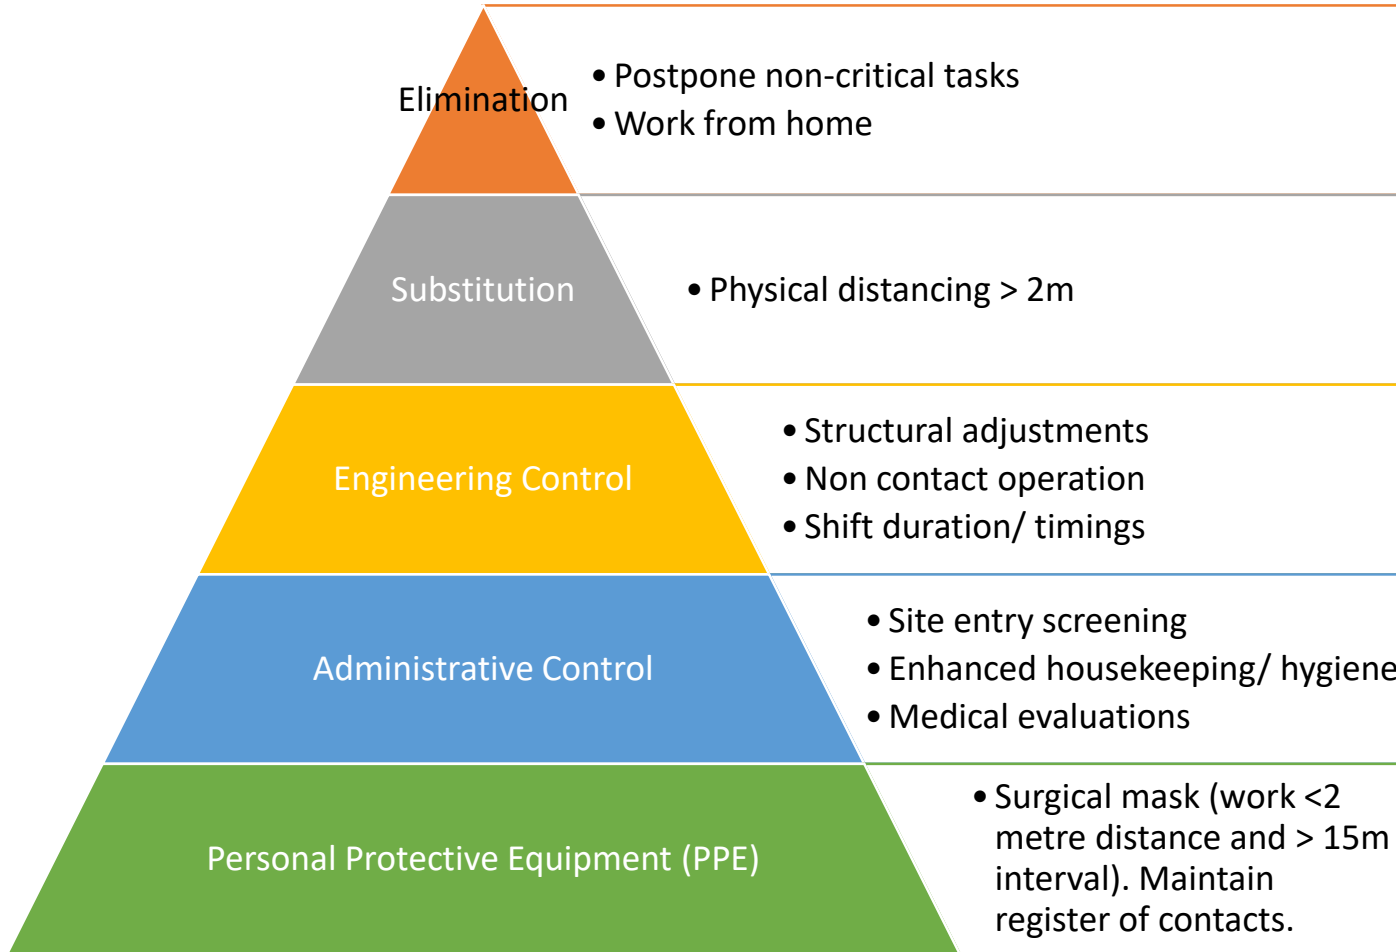 Elimination
• Postpone non-critical tasks
• Work from home
Substitution
• Physical distancing > 2m
Engineering Control
• Structural adjustments
• Non contact operation
• Shift duration/ timings
Administrative Control
• Site entry screening
• Enhanced housekeeping/ hygiene
• Medical evaluations
Personal Protective Equipment (PPE)
• Surgical mask (work <2
metre distance and > 15m
interval). Maintain
register of contacts.